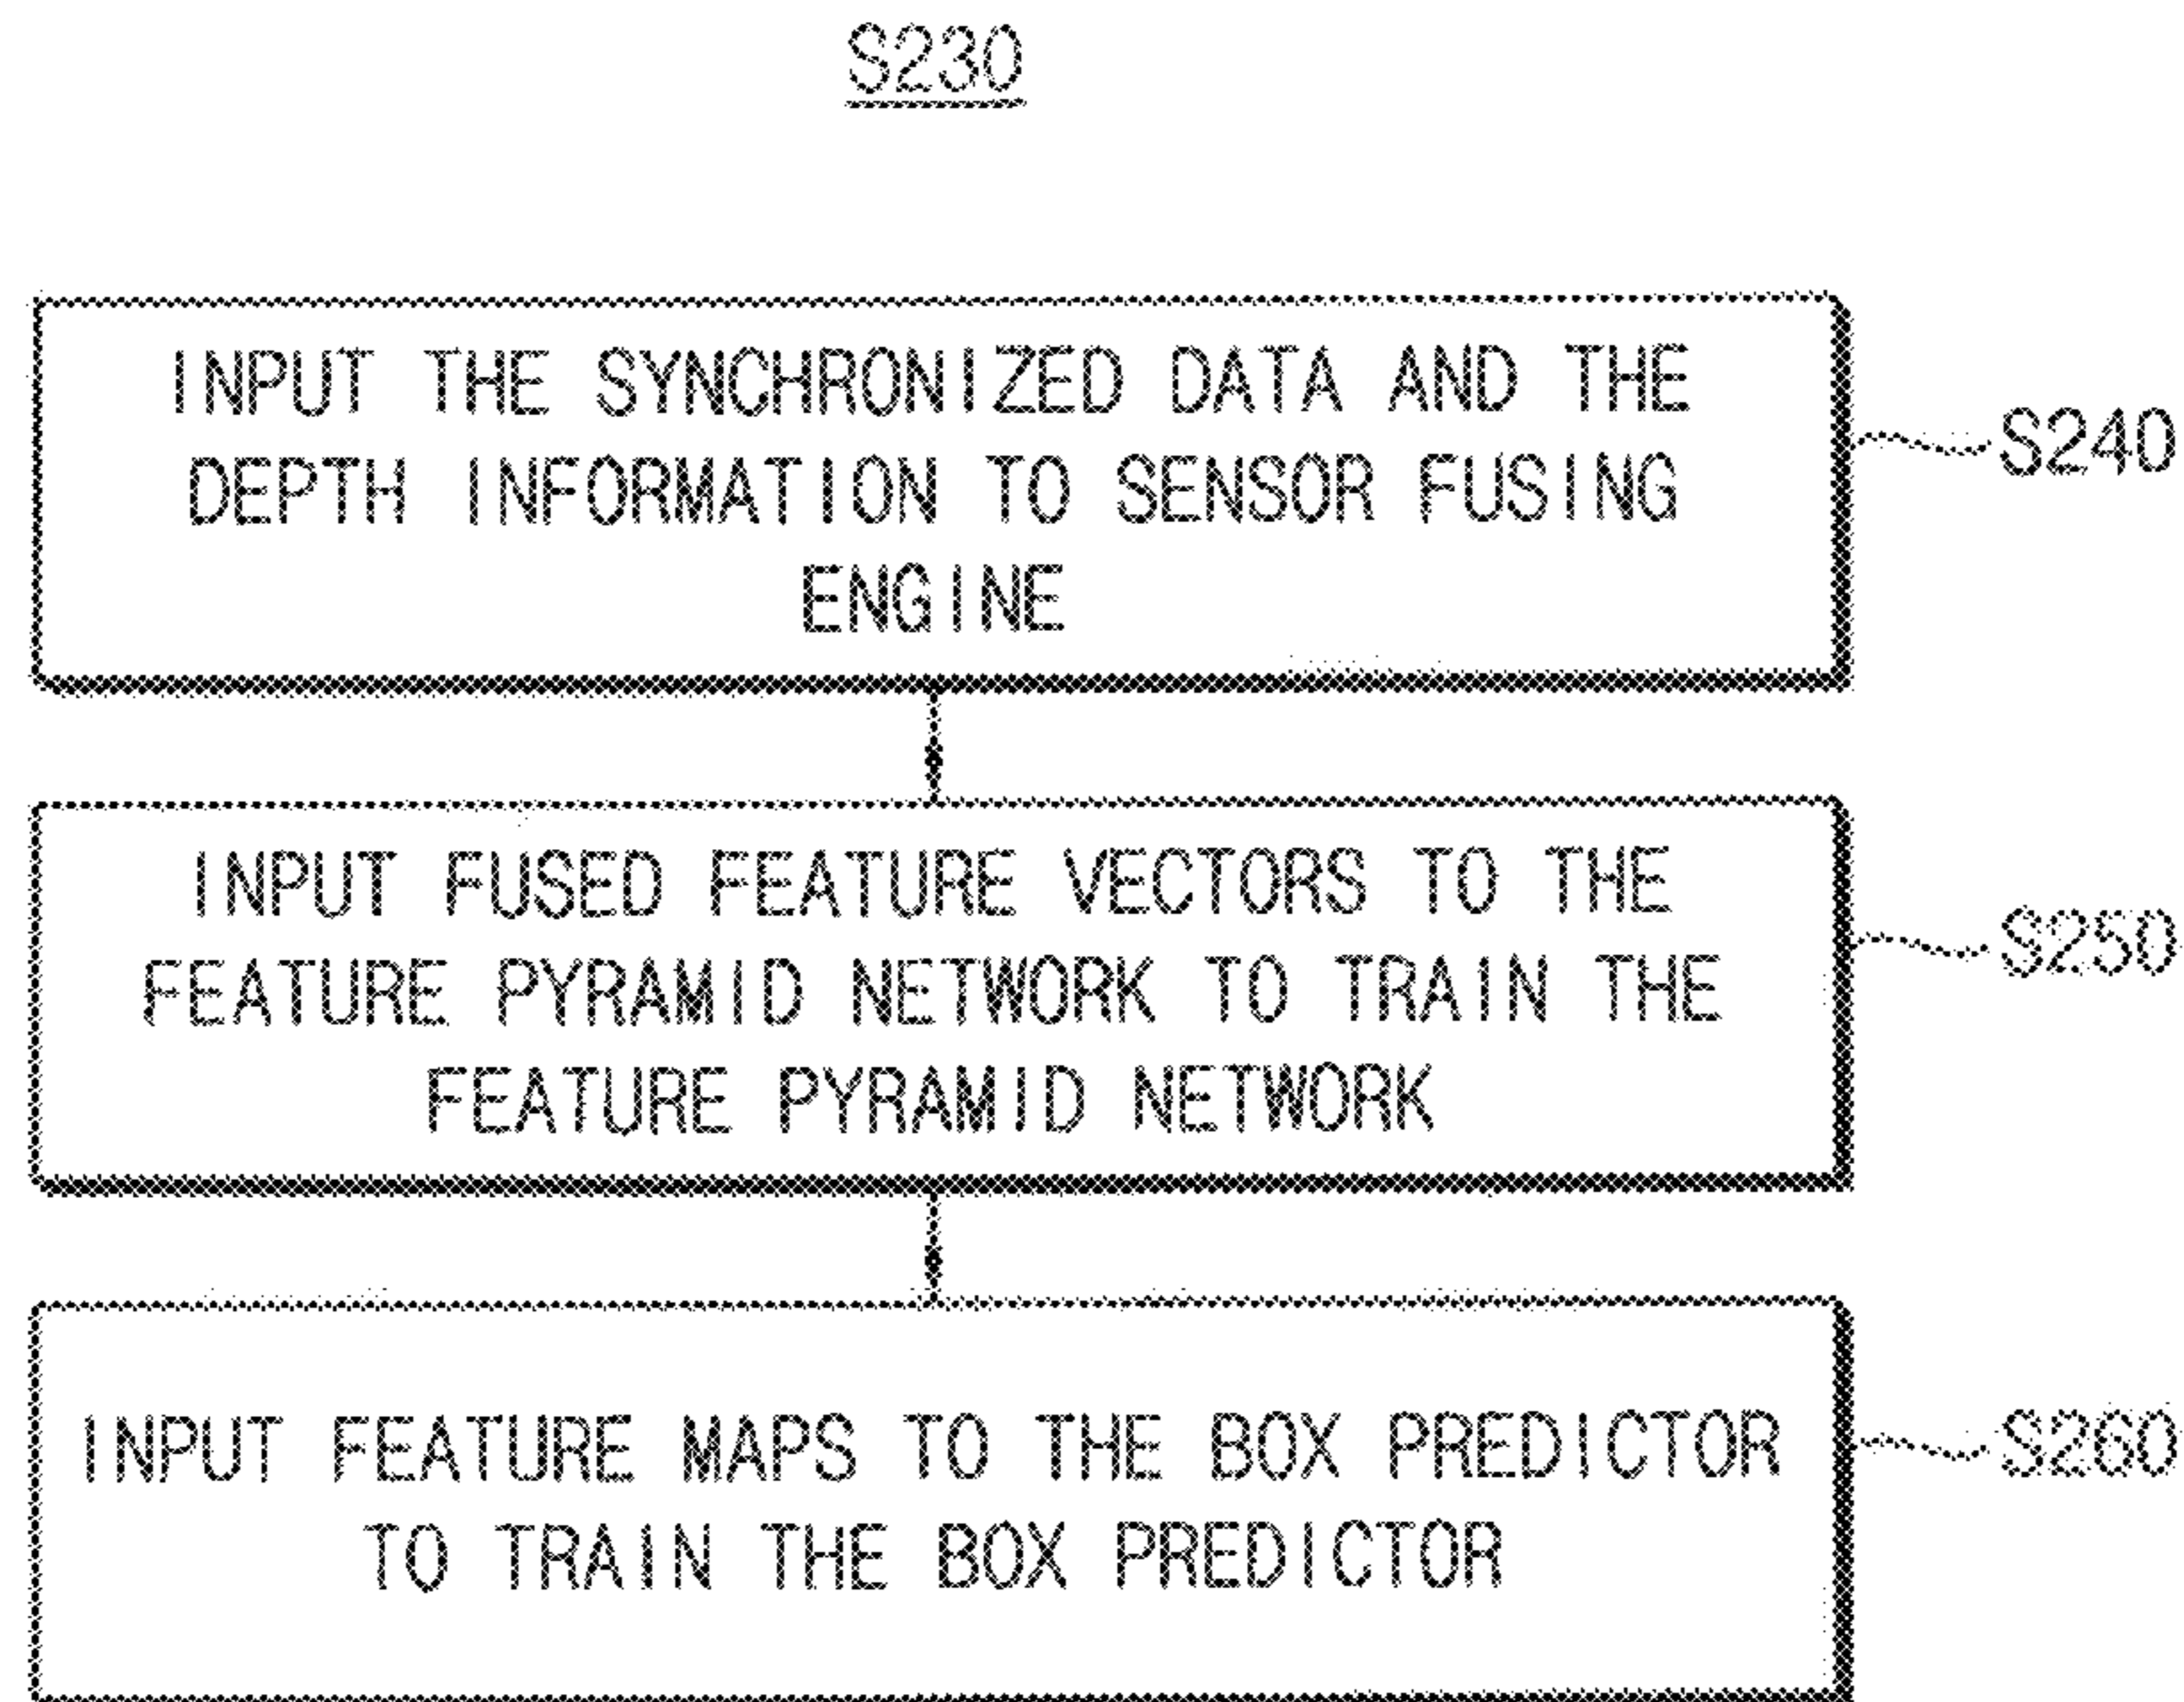 S230
INPUT THE SYNCHRONIZED DATA AND THE
DEPTH INFORMATION TO SENSOR FUSING
ENGINE
S240
INPUT FUSED FEATURE VECTORS TO THE
FEATURE PYRAMID NETWORK TO TRAIN THE
FEATURE PYRAMID NETWORK
S250
INPUT FEATURE MAPS TO THE BOX PREDICTOR
TO TRAIN THE BOX PREDICTOR
S260